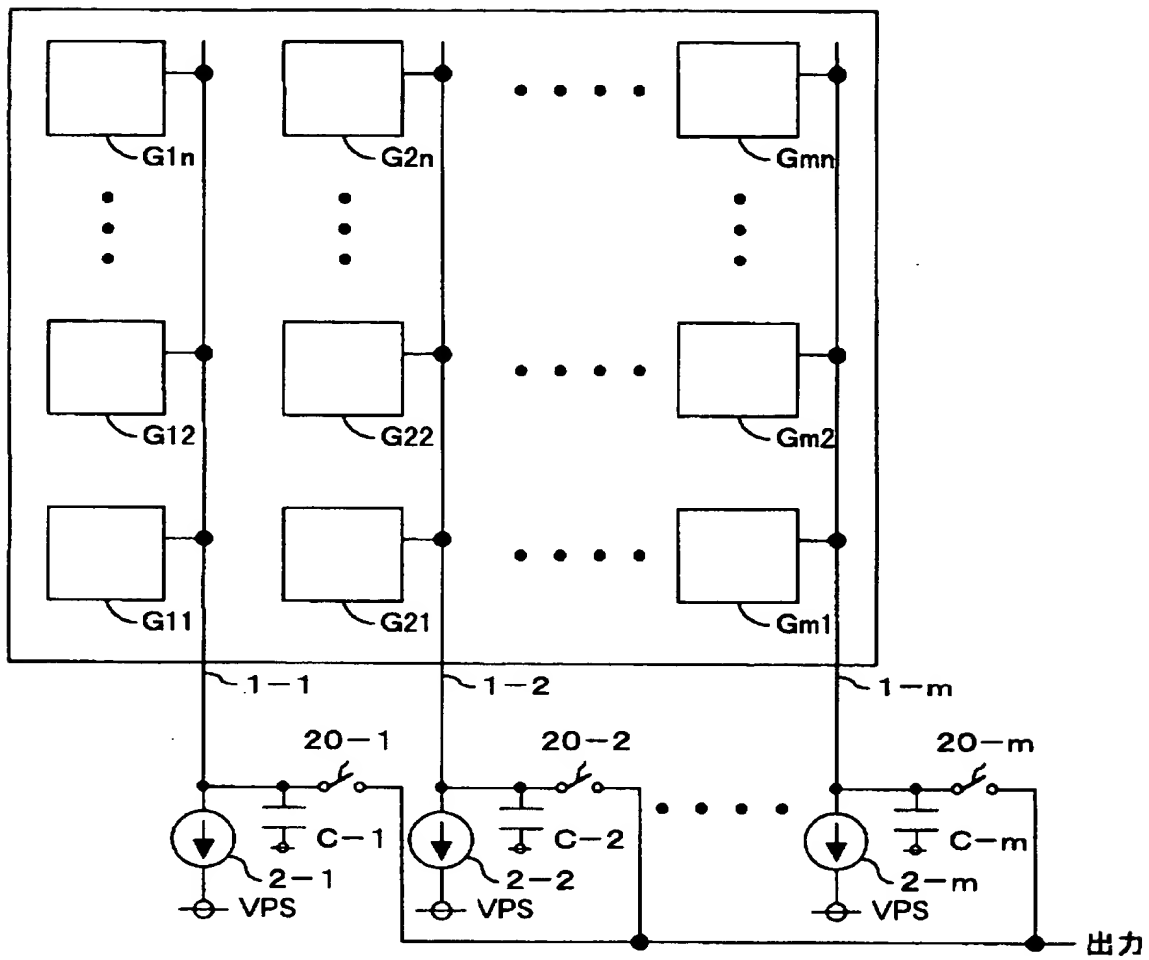 G1n G2n Gmn
G12 G22 Gm2
G11 G21 Gm1
1-1 1-2 1-m
20-1 20-2 20-m
C-1 C-2 C-m
2-1 2-2 2-m
VPS VPS VPS
出力